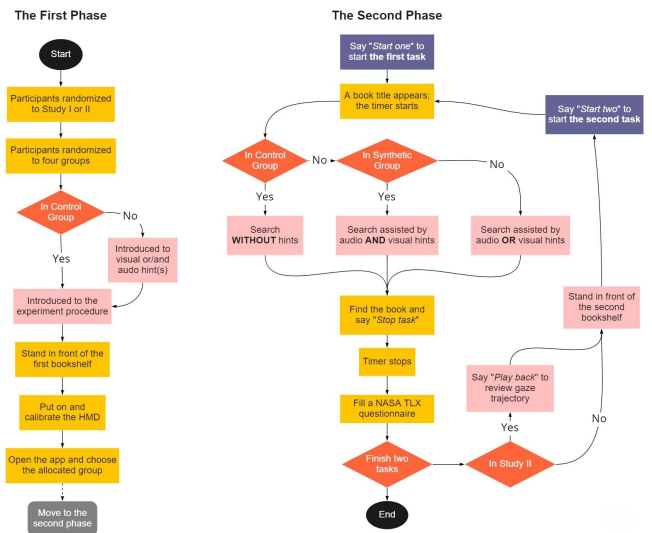 The First Phase
Start
Participants randomized
to Study I or II
Participants randomized
to four groups
In Control
Group
No
Yes
Introduced to
visual or/and
audo hint(s)
Introduced to the
experiment procedure
Stand in front of the
first bookshelf
Put on and
calibrate the HMD
Open the app and choose
the allocated group
Move to the
second phase
The Second Phase
Say "Start one" to
start the first task
A book title appears;
the timer starts
Say "Start two" to
start the second task
In Control
Group
No
In Synthetic
Group
No
Yes
Yes
Search
WITHOUT hints
Search assisted by
audio AND visual hints
Search assisted by
audio OR visual hints
Find the book and
say "Stop task"
Stand in front of
the second
bookshelf
Timer stops
Say "Play back" to
review gaze
trajectory
Fill a NASA TLX
questionnaire
Yes
No
Finish two
tasks
In Study II
End